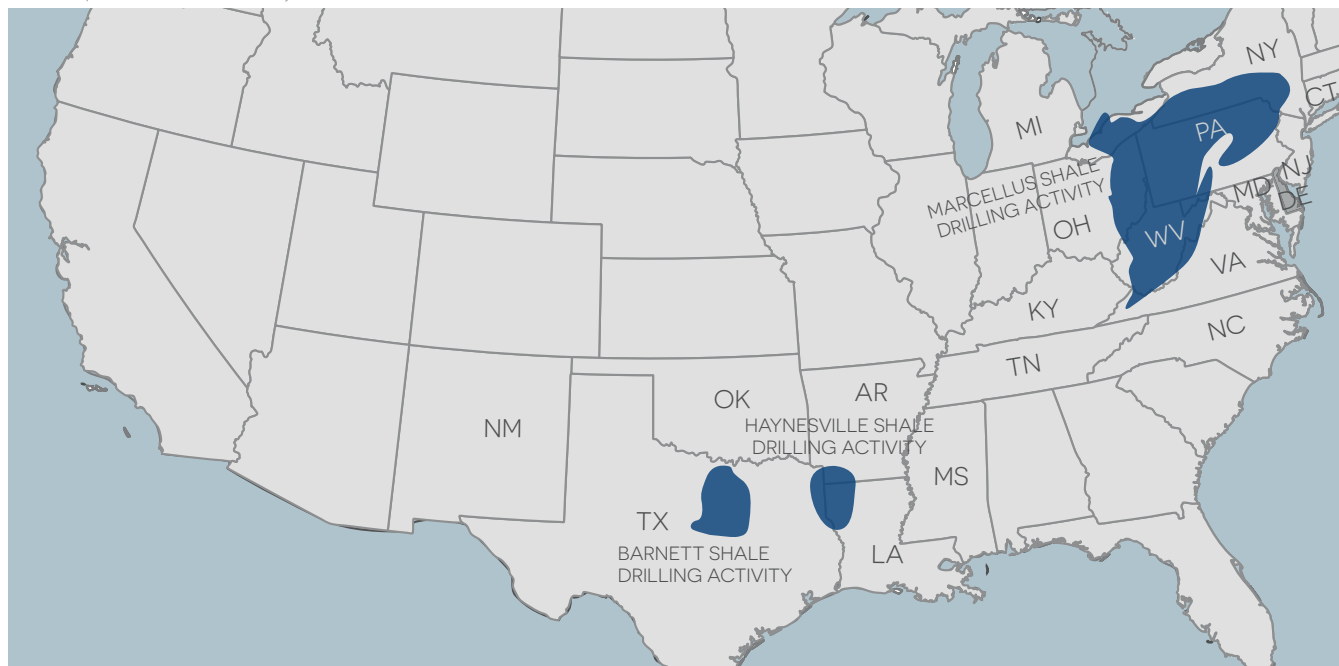 NY
CT
MI
PA
MARCELLUS SHALE
DRILLING ACTIVITY
NJ
MD
DE
OH
WV
VA
KY
NC
TN
OK
AR
HAYNESVILLE SHALE
DRILLING ACTIVITY
NM
MS
TX
LA
BARNETT SHALE
DRILLING ACTIVITY